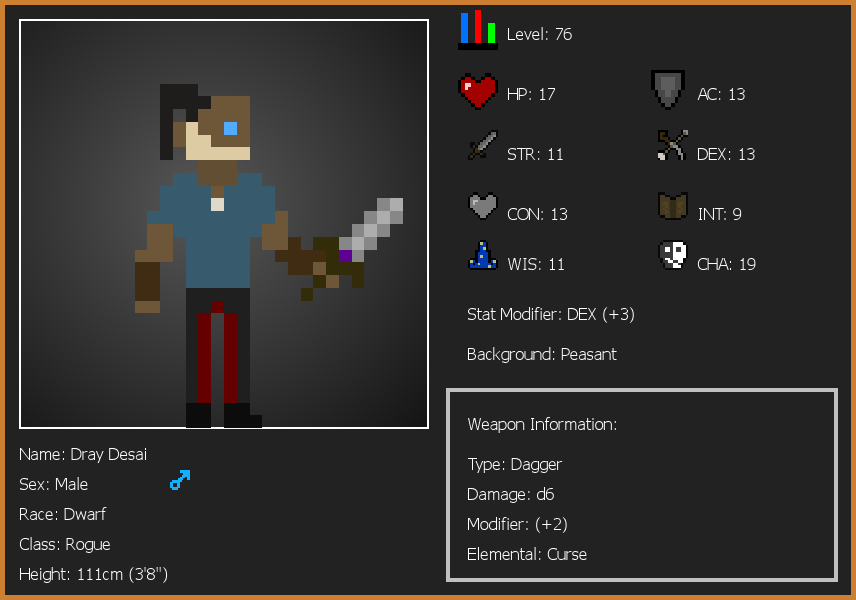 Level: 76
HP: 17
AC: 13
STR: 11
DEX: 13
CON: 13
INT: 9
WIS: 11
CHA: 19
Stat Modifier: DEX (+3)
Background: Peasant
Weapon Information:
Type: Dagger
Damage: d6
Modifier: (+2)
Elemental: Curse
Name: Dray Desai
Sex: Male
Race: Dwarf
Class: Rogue
Height: 111cm (3'8")